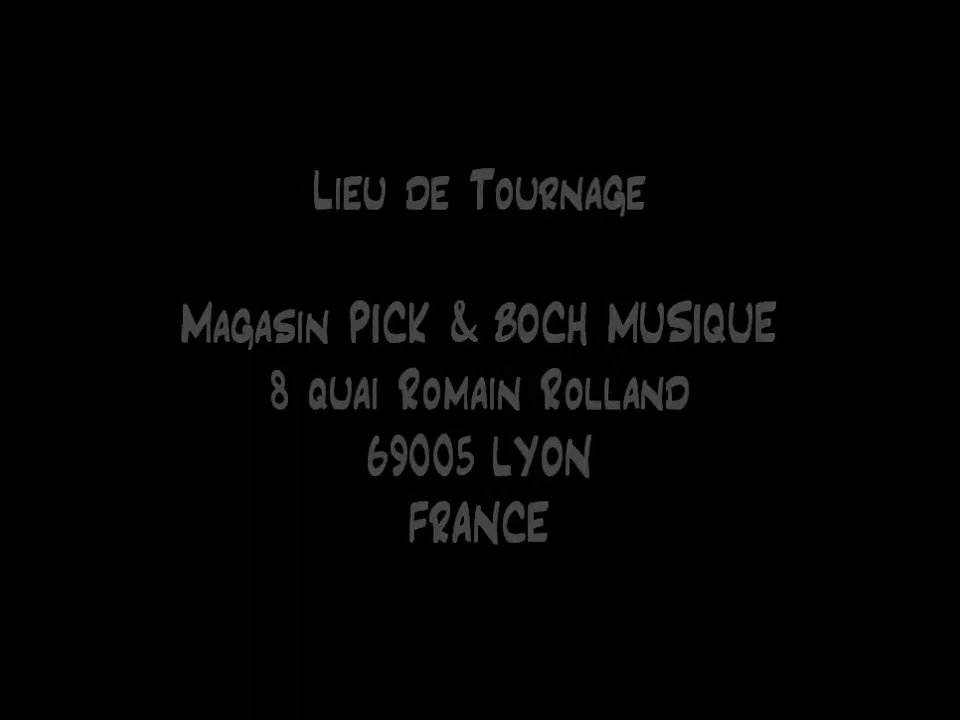 Lieu de Tournage
Magasin PICK & BOCH MUSIQUE
8 quai Romain Rolland
69005 LYON
FRANCE